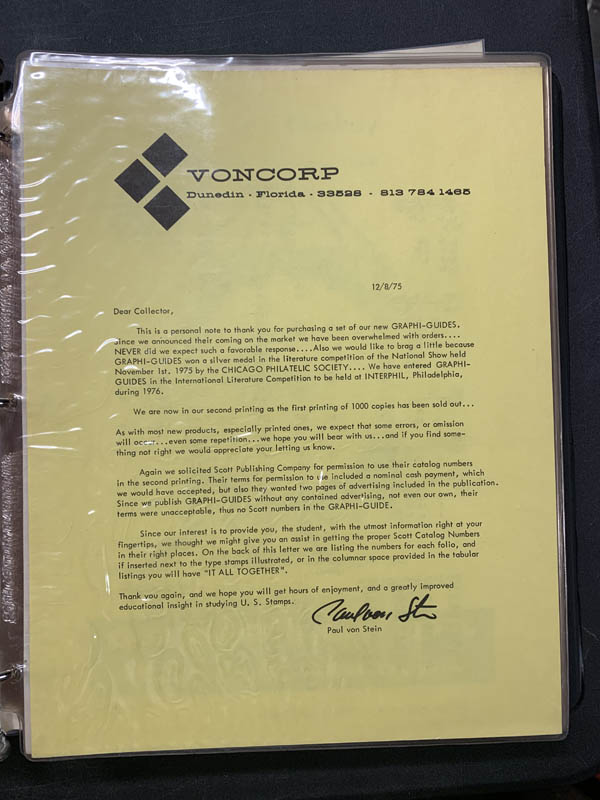 VONCORP
Dunedin · Florida · 33528 · 813 784 1465
12/8/75
Dear Collector,
This is a personal note to thank you for purchasing a set of our new GRAPHI-GUIDES.
Since we announced their coming on the market we have been overwhelmed with orders....
NEVER did we expect such a favorable response....Also we would like to brag a little because
GRAPHI-GUIDES won a silver medal in the literature competition of the National Show held
November 1st. 1975 by the CHICAGO PHILATELIC SOCIETY.... We have entered GRAPHI-
GUIDES in the International Literature Competition to be held at INTERPHIL, Philadelphia,
during 1976.
We are now in our second printing as the first printing of 1000 copies has been sold out...
As with most new products, especially printed ones, we expect that some errors, or omission
will occur...even some repetition...we hope you will bear with us...and if you find some-
thing not right we would appreciate your letting us know.
Again we solicited Scott Publishing Company for permission to use their catalog numbers
in the second printing. Their terms for permission to use included a nominal cash payment, which
we would have accepted, but also they wanted two pages of advertising included in the publication.
Since we publish GRAPHI-GUIDES without any contained advertising, not even our own, their
terms were unacceptable, thus no Scott numbers in the GRAPHI-GUIDE.
Since our interest is to provide you, the student, with the utmost information right at your
fingertips, we thought we might give you an assist in getting the proper Scott Catalog Numbers
in their right places. On the back of this letter we are listing the numbers for each folio, and
if inserted next to the type stamps illustrated, or in the columnar space provided in the tabular
listings you will have "IT ALL TOGETHER".
Thank you again, and we hope you will get hours of enjoyment, and a greatly improved
educational insight in studying U. S. Stamps.
Paul von Stein
Paul von Stein